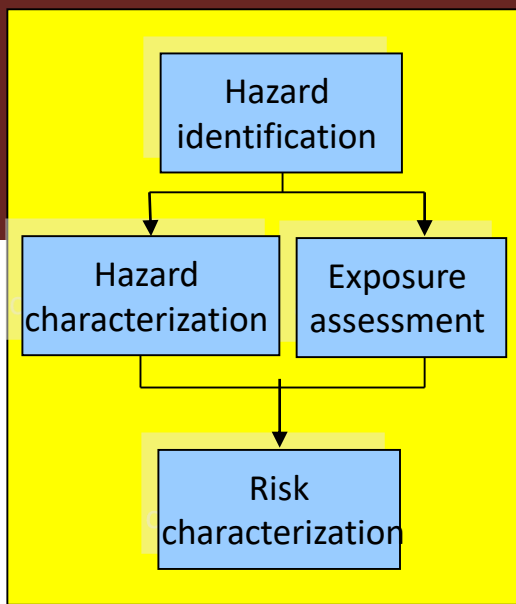 Hazard
identification
Hazard
characterization
Exposure
assessment
Risk
characterization